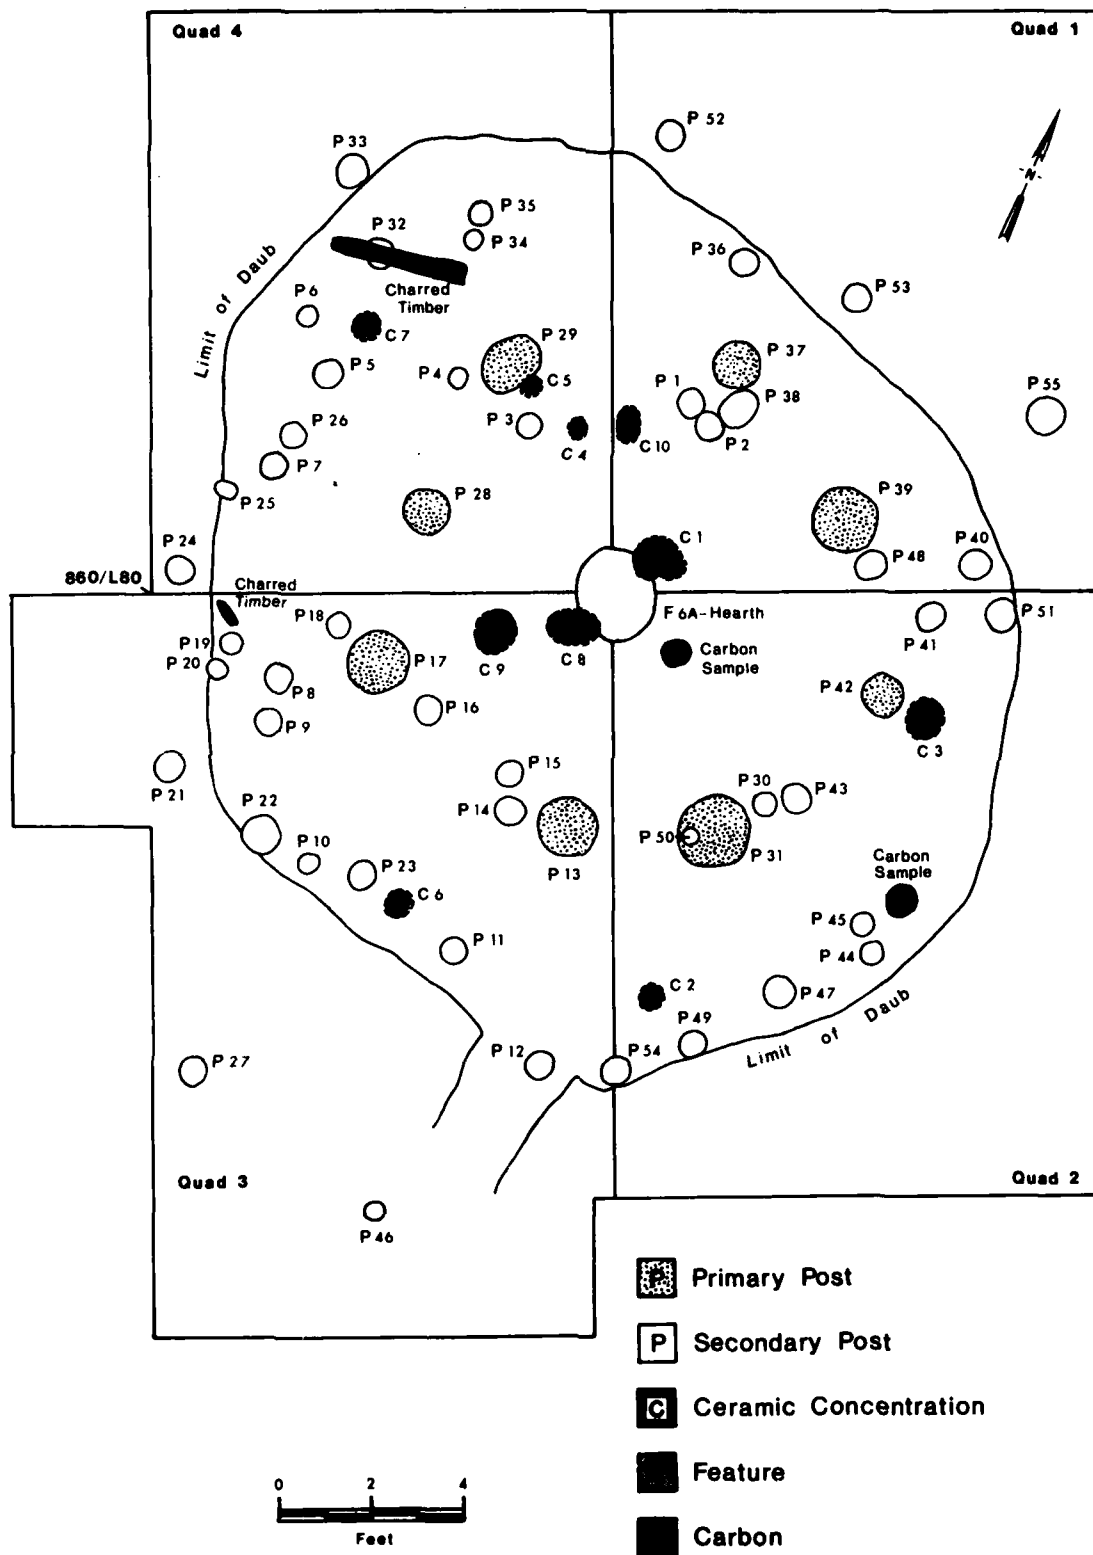 Quad 4
Quad 1
P 52
P 33
P 35
P 32
P 34
P 36
N
Limit of Daub
Charred
Timber
P 53
P 6
C 7
P 29
P 37
P 5
P 4
C 5
P 1
P 38
P 55
P 26
P 3
C 4
C 10
P 2
P 7
P 25
P 28
P 39
P 24
C 1
P 48
P 40
860/L80
Charred
Timber
P 18
F 6A-Hearth
P 41
P 51
P 19
P 20
P 17
C 9
C 8
Carbon
Sample
P 8
P 42
P 9
P 16
C 3
P 21
P 15
P 30
P 43
P 22
P 14
P 50
P 10
P 23
P 13
P 31
Carbon
Sample
C 6
P 45
P 11
P 44
C 2
P 47
P 49
Limit of Daub
P 12
P 54
P 27
Quad 3
Quad 2
P 46
P Primary Post
P Secondary Post
C Ceramic Concentration
Feature
Carbon
0 2 4
Feet